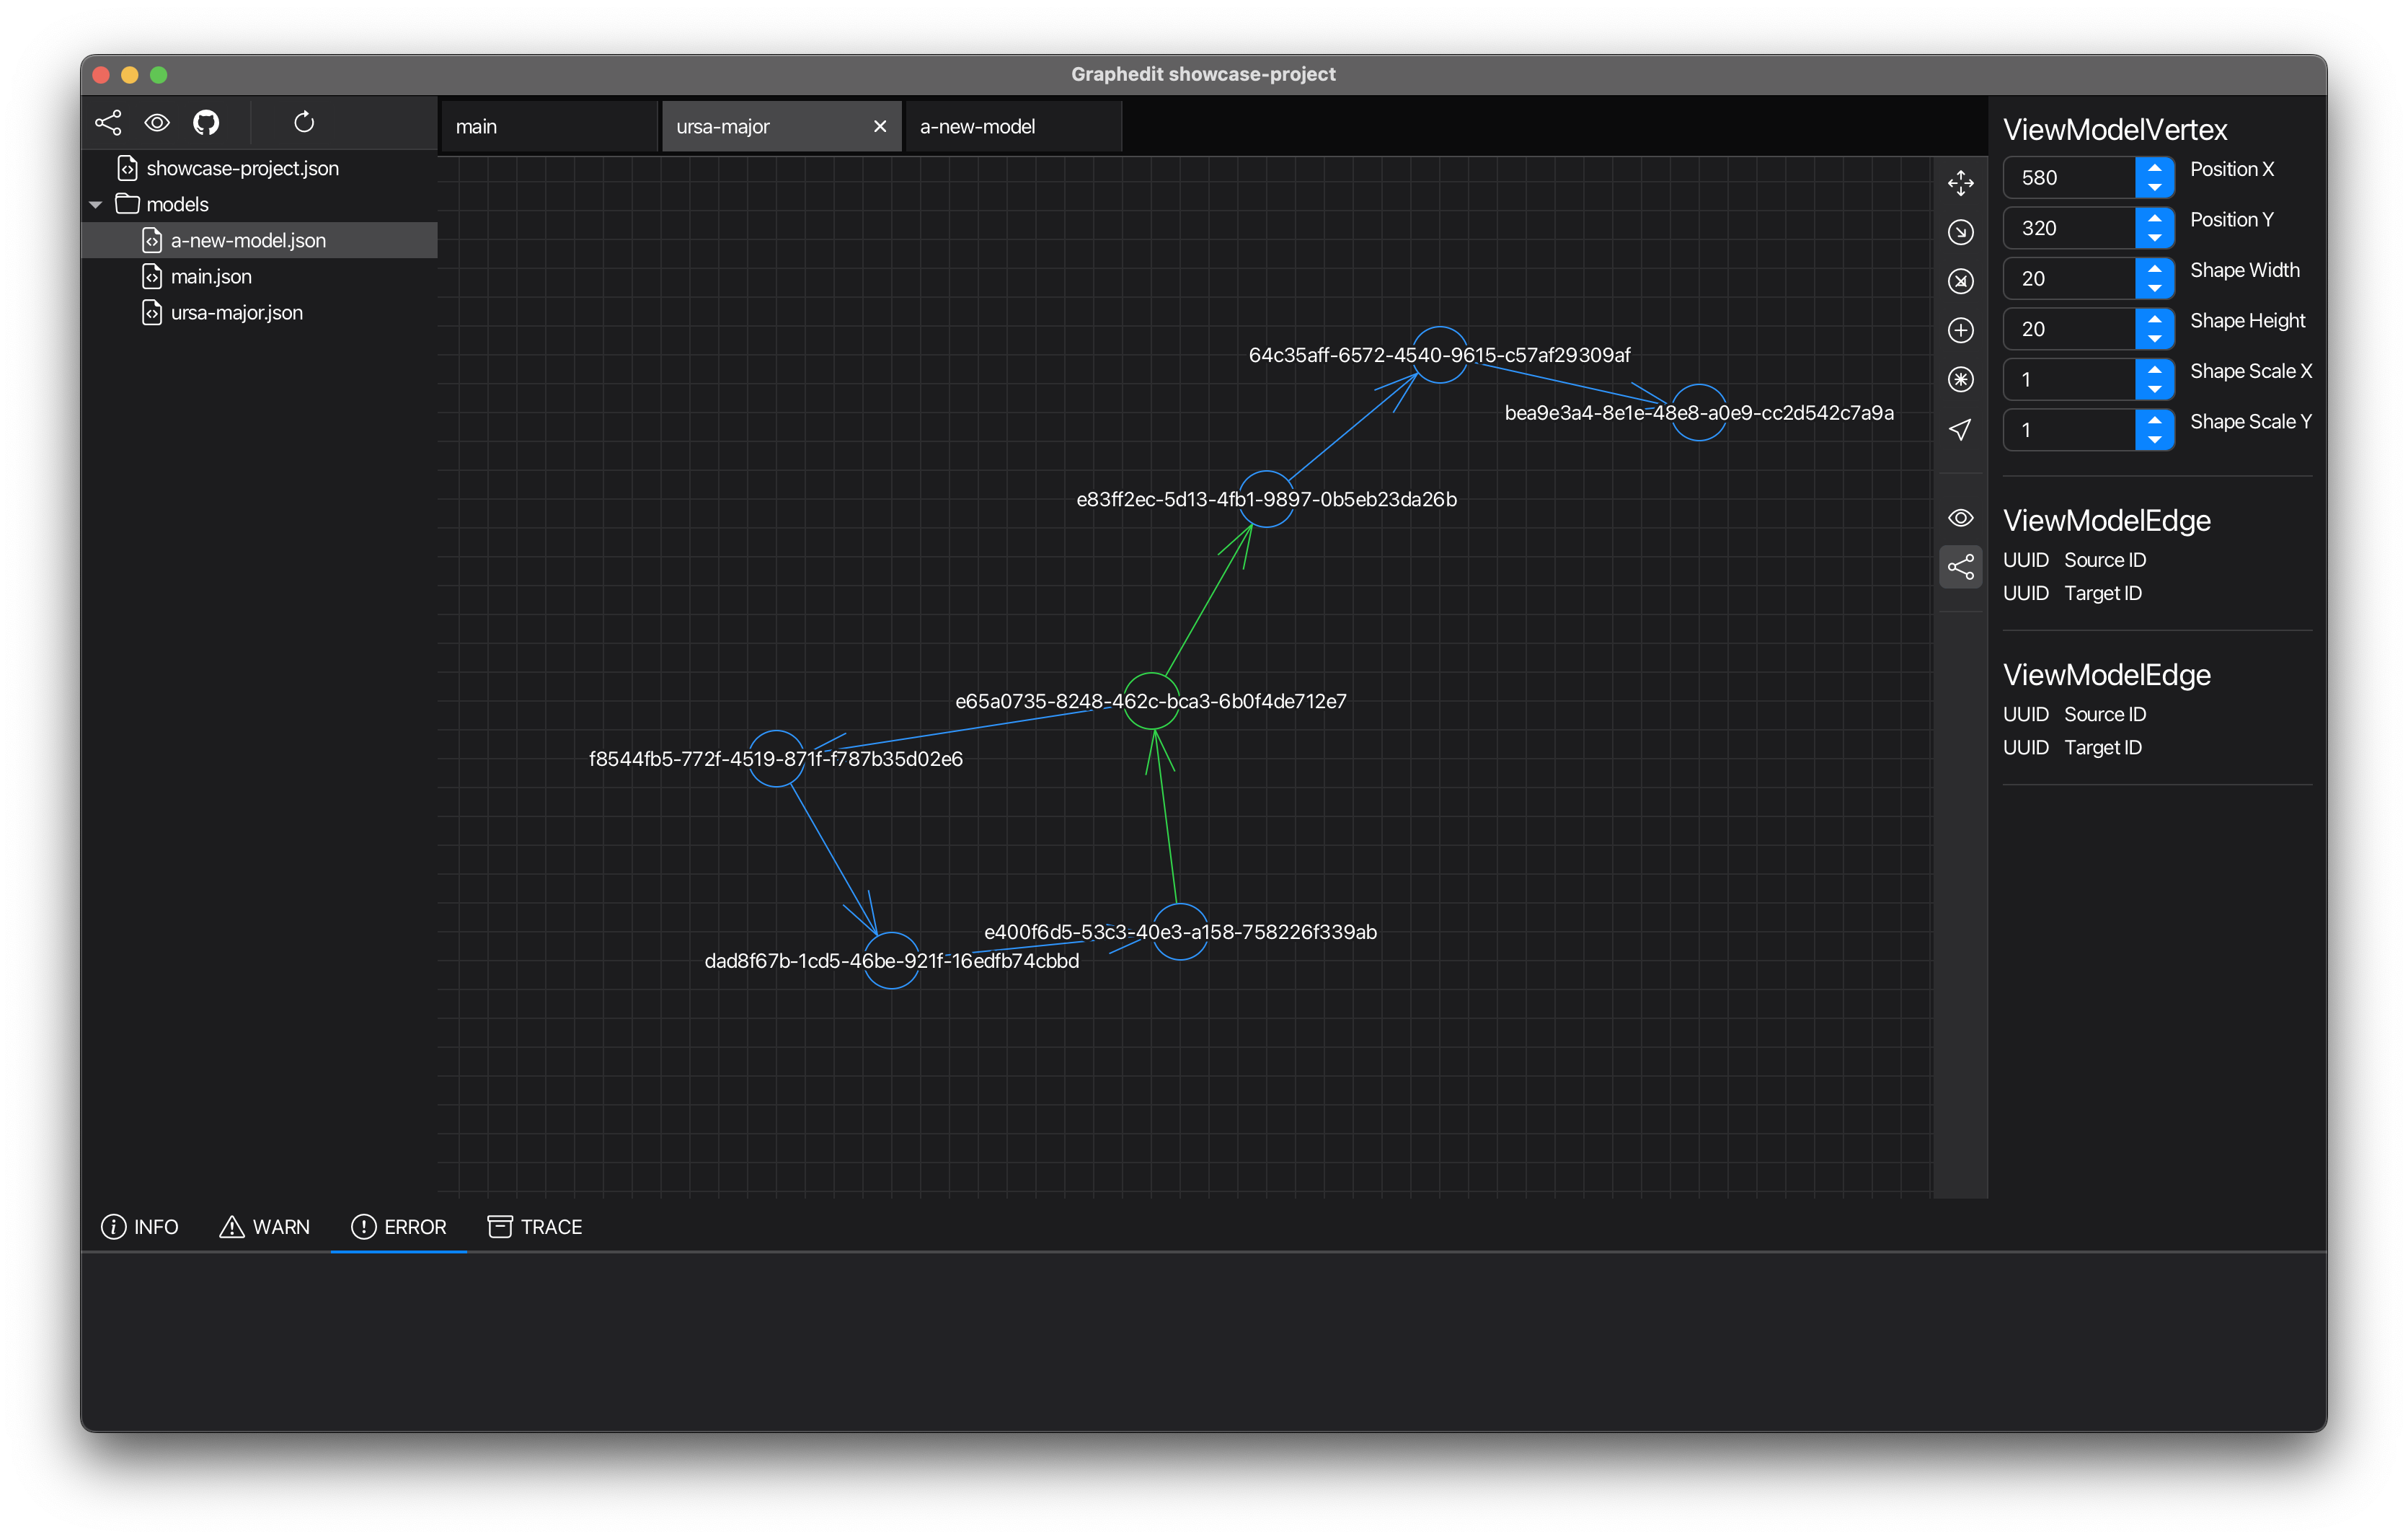 Graphedit showcase-project
main
ursa-major
a-new-model
showcase-project.json
models
a-new-model.json
main.json
ursa-major.json
64c35aff-6572-4540-9615-c57af29309af
bea9e3a4-8e1e-48e8-a0e9-cc2d542c7a9a
e83ff2ec-5d13-4fb1-9897-0b5eb23da26b
e65a0735-8248-462c-bca3-6b0f4de712e7
f8544fb5-772f-4519-871f-f787b35d02e6
e400f6d5-53c3-40e3-a158-758226f339ab
dad8f67b-1cd5-46be-921f-16edfb74cbbd
ViewModelVertex
580 Position X
320 Position Y
20 Shape Width
20 Shape Height
1 Shape Scale X
1 Shape Scale Y
ViewModelEdge
UUID Source ID
UUID Target ID
ViewModelEdge
UUID Source ID
UUID Target ID
INFO WARN ERROR TRACE